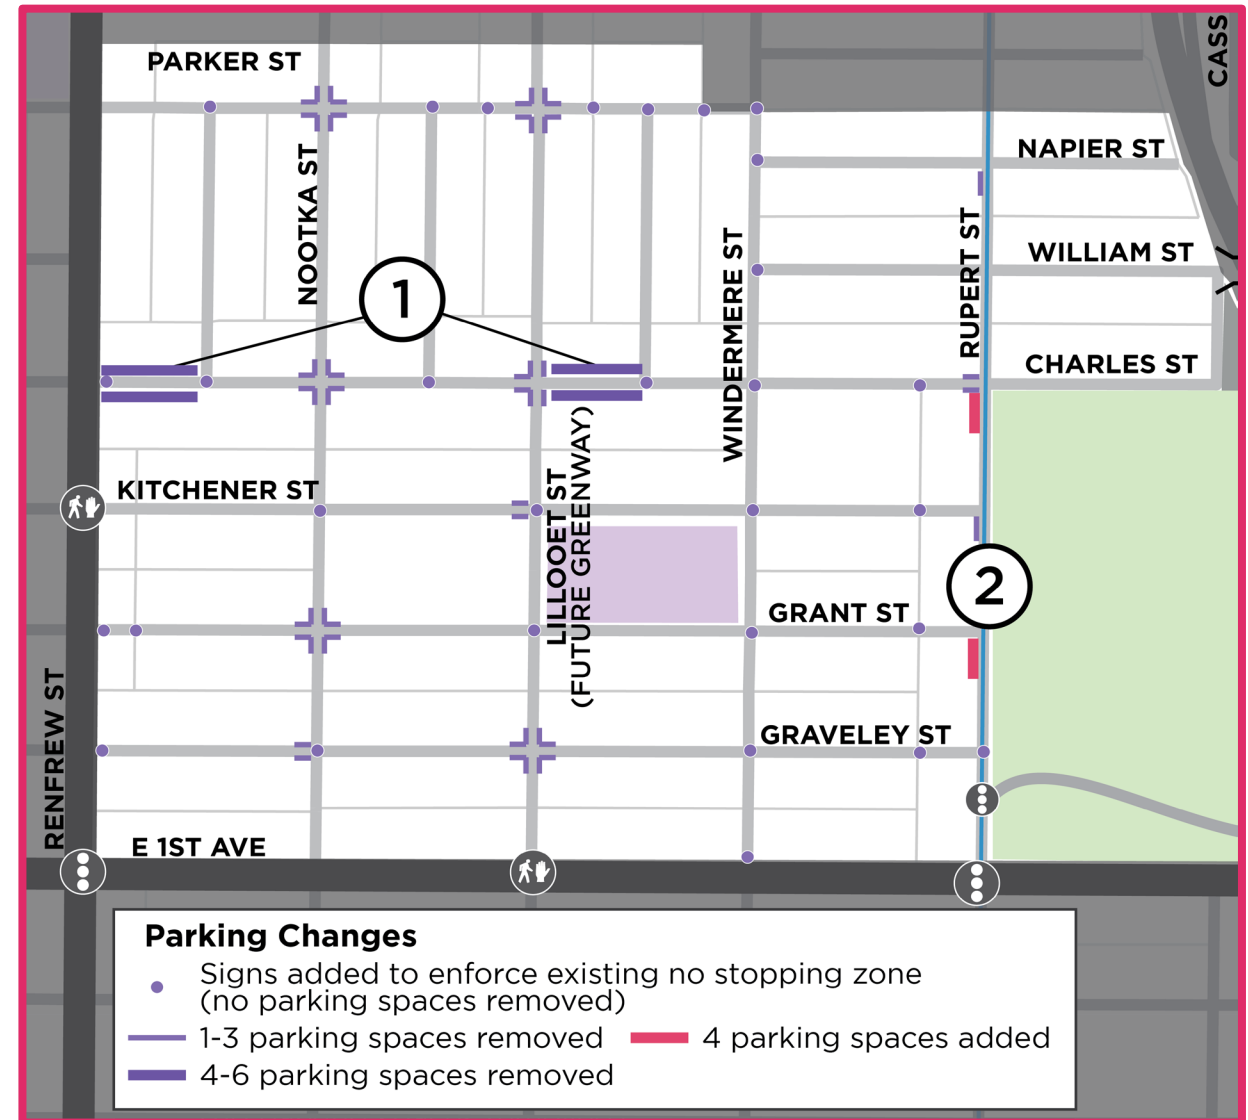 CASS
PARKER ST
NAPIER ST
NOOTKA ST
RUPERT ST
WINDERMERE ST
WILLIAM ST
1
CHARLES ST
KITCHENER ST
LILLOOET ST
(FUTURE GREENWAY)
2
GRANT ST
RENFREW ST
GRAVELEY ST
E 1ST AVE
Parking Changes
Signs added to enforce existing no stopping zone
(no parking spaces removed)
1-3 parking spaces removed
4 parking spaces added
4-6 parking spaces removed